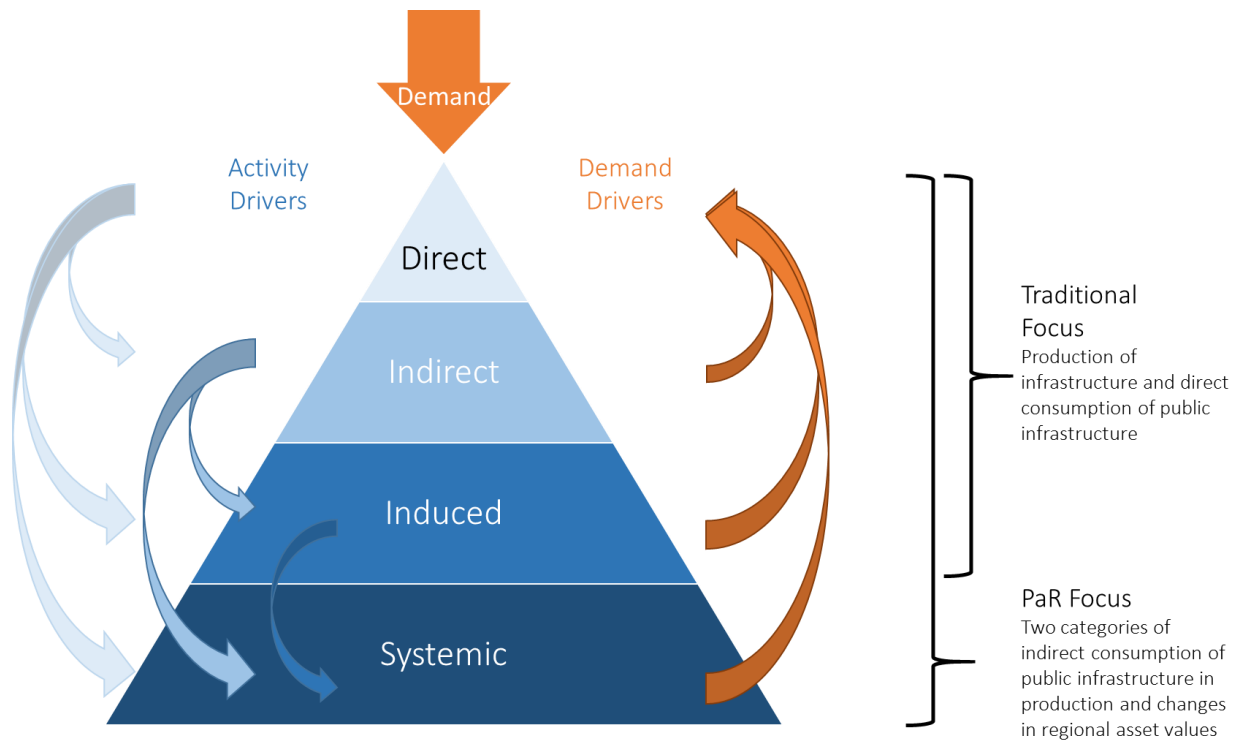 Demand
Activity
Drivers
Demand
Drivers
Direct
Indirect
Induced
Systemic
Traditional
Focus
Production of
infrastructure and direct
consumption of public
infrastructure
PaR Focus
Two categories of
indirect consumption of
public infrastructure in
production and changes
in regional asset values